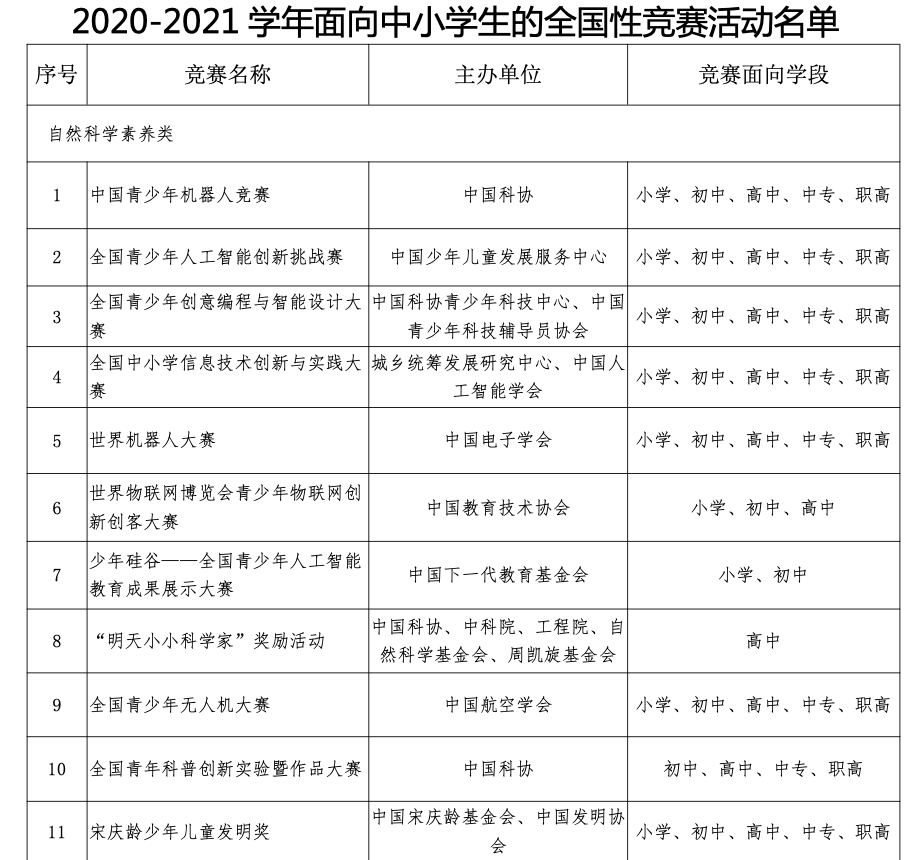 2020-2021 学年面向中小学生的全国性竞赛活动名单
序号 竞赛名称 主办单位 竞赛面向学段
自然科学素养类
1 中国青少年机器人竞赛 中国科协 小学、初中、高中、中专、职高
2 全国青少年人工智能创新挑战赛 中国少年儿童发展服务中心 小学、初中、高中、中专、职高
3 全国青少年创意编程与智能设计大
赛 中国科协青少年科技中心、中国
青少年科技辅导员协会 小学、初中、高中、中专、职高
4 全国中小学信息技术创新与实践大
赛 城乡统筹发展研究中心、中国人
工智能学会 小学、初中、高中、中专、职高
5 世界机器人大赛 中国电子学会 小学、初中、高中、中专、职高
6 世界物联网博览会青少年物联网创
新创客大赛 中国教育技术协会 小学、初中、高中
7 少年硅谷——全国青少年人工智能
教育成果展示大赛 中国下一代教育基金会 小学、初中
8 “明天小小科学家”奖励活动 中国科协、中科院、工程院、自
然科学基金会、周凯旋基金会 高中
9 全国青少年无人机大赛 中国航空学会 小学、初中、高中、中专、职高
10 全国青年科普创新实验暨作品大赛 中国科协 初中、高中、中专、职高
11 宋庆龄少年儿童发明奖 中国宋庆龄基金会、中国发明协
会 小学、初中、高中、中专、职高